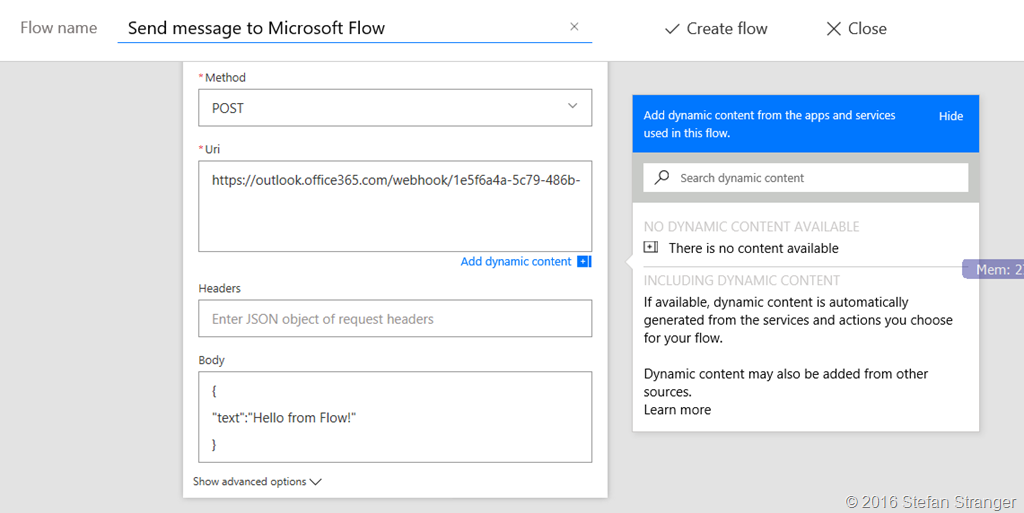 Flow name
Send message to Microsoft Flow
Create flow
Close
*Method
POST
*Uri
https://outlook.office365.com/webhook/1e5f6a4a-5c79-486b-
Add dynamic content
Headers
Enter JSON object of request headers
Body
{
"text":"Hello from Flow!"
}
Show advanced options
Add dynamic content from the apps and services
used in this flow.
Hide
Search dynamic content
NO DYNAMIC CONTENT AVAILABLE
There is no content available
INCLUDING DYNAMIC CONTENT
If available, dynamic content is automatically
generated from the services and actions you choose
for your flow.
Dynamic content may also be added from other
sources.
Learn more
Mem:
© 2016 Stefan Stranger